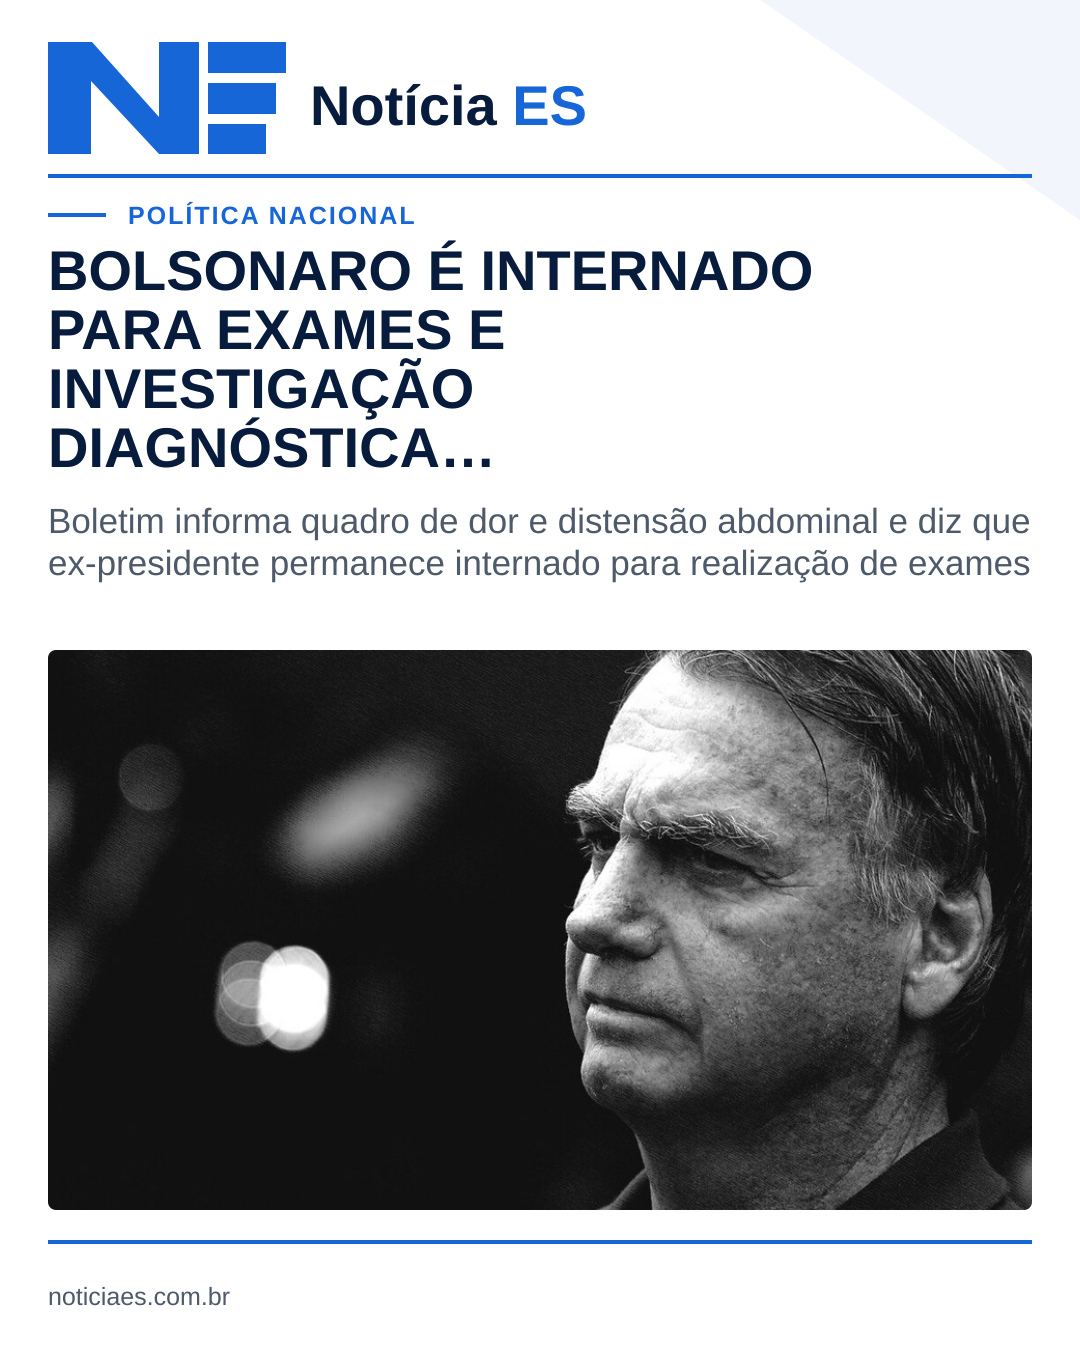 NE
Notícia ES
POLÍTICA NACIONAL
BOLSONARO É INTERNADO
PARA EXAMES E
INVESTIGAÇÃO
DIAGNÓSTICA…
Boletim informa quadro de dor e distensão abdominal e diz que
ex-presidente permanece internado para realização de exames
noticiaes.com.br